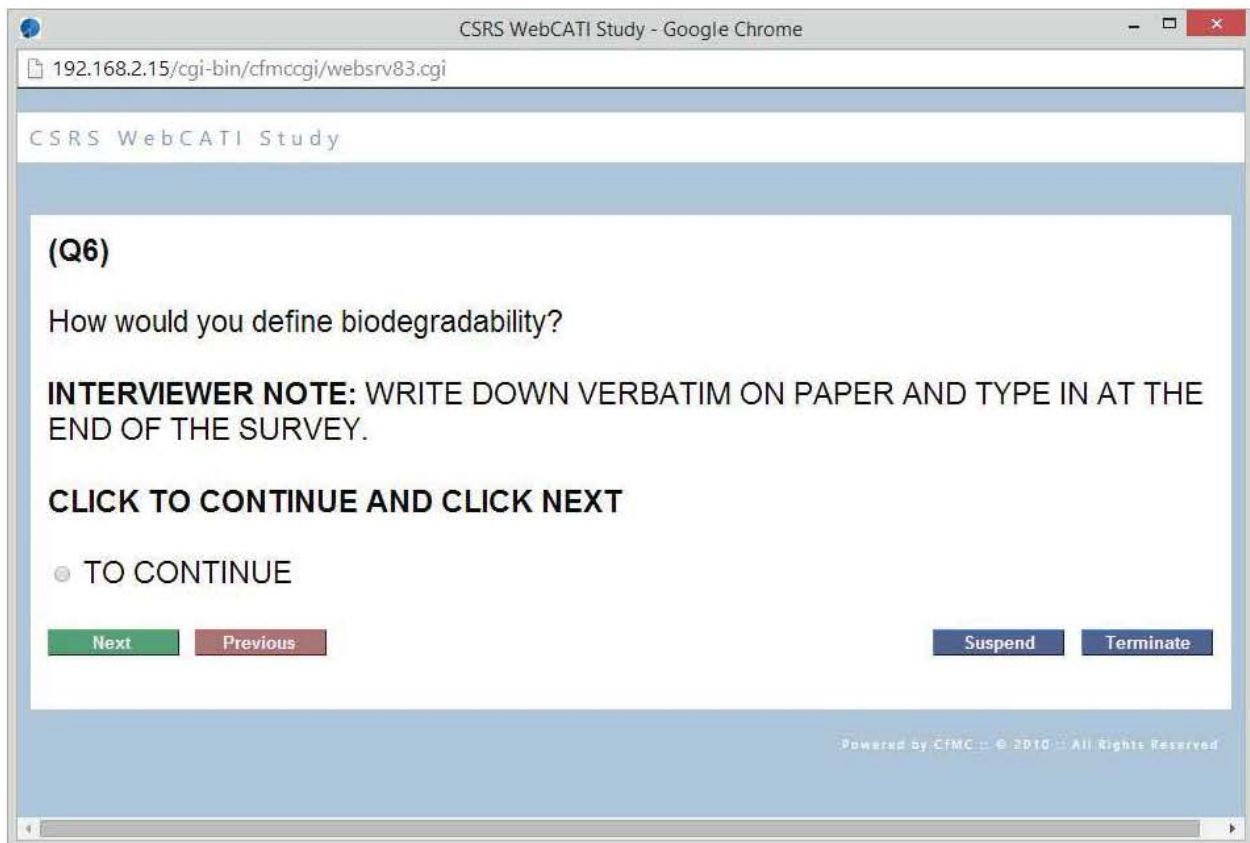 CSRS WebCATI Study - Google Chrome
192.168.2.15/cgi-bin/cfmccgi/websrv83.cgi
CSRS WebCATI Study
(Q6)
How would you define biodegradability?
INTERVIEWER NOTE: WRITE DOWN VERBATIM ON PAPER AND TYPE IN AT THE
END OF THE SURVEY.
CLICK TO CONTINUE AND CLICK NEXT
TO CONTINUE
Next Previous Suspend Terminate
Powered by CfMC :: © 2010 :: All Rights Reserved